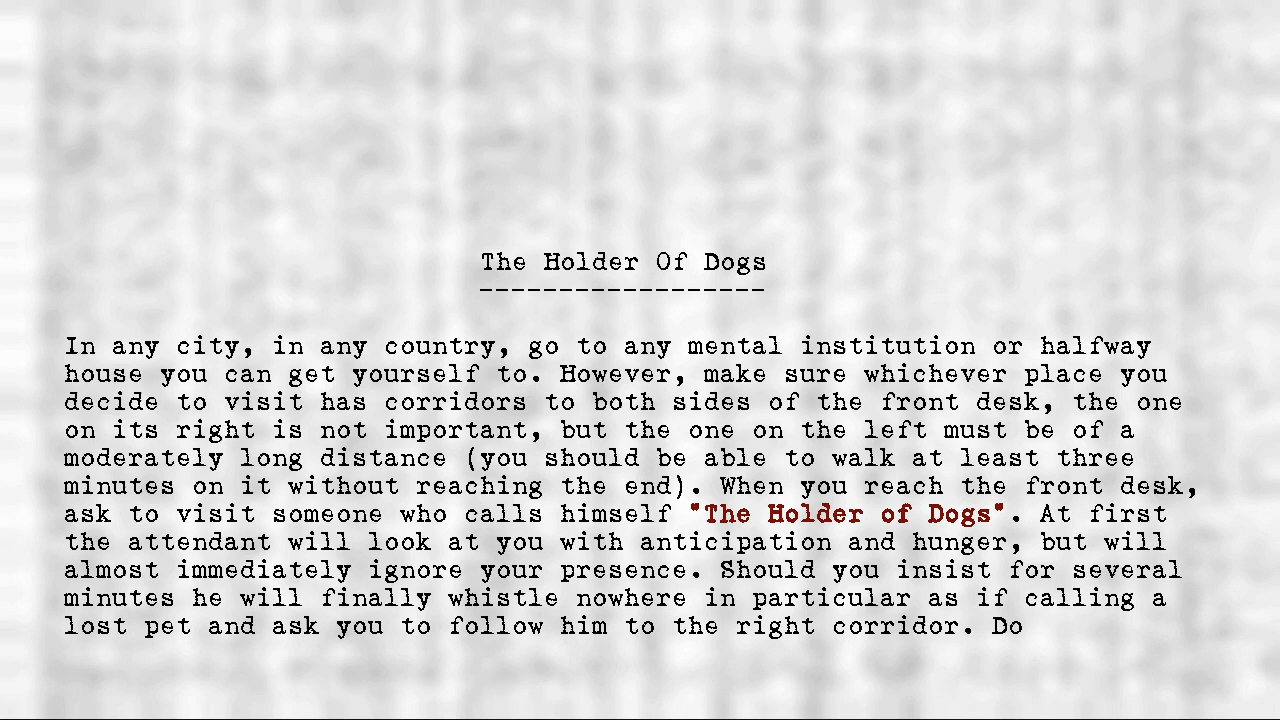 The Holder Of Dogs
------------------
In any city, in any country, go to any mental institution or halfway
house you can get yourself to. However, make sure whichever place you
decide to visit has corridors to both sides of the front desk, the one
on its right is not important, but the one on the left must be of a
moderately long distance (you should be able to walk at least three
minutes on it without reaching the end). When you reach the front desk,
ask to visit someone who calls himself "The Holder of Dogs". At first
the attendant will look at you with anticipation and hunger, but will
almost immediately ignore your presence. Should you insist for several
minutes he will finally whistle nowhere in particular as if calling a
lost pet and ask you to follow him to the right corridor. Do